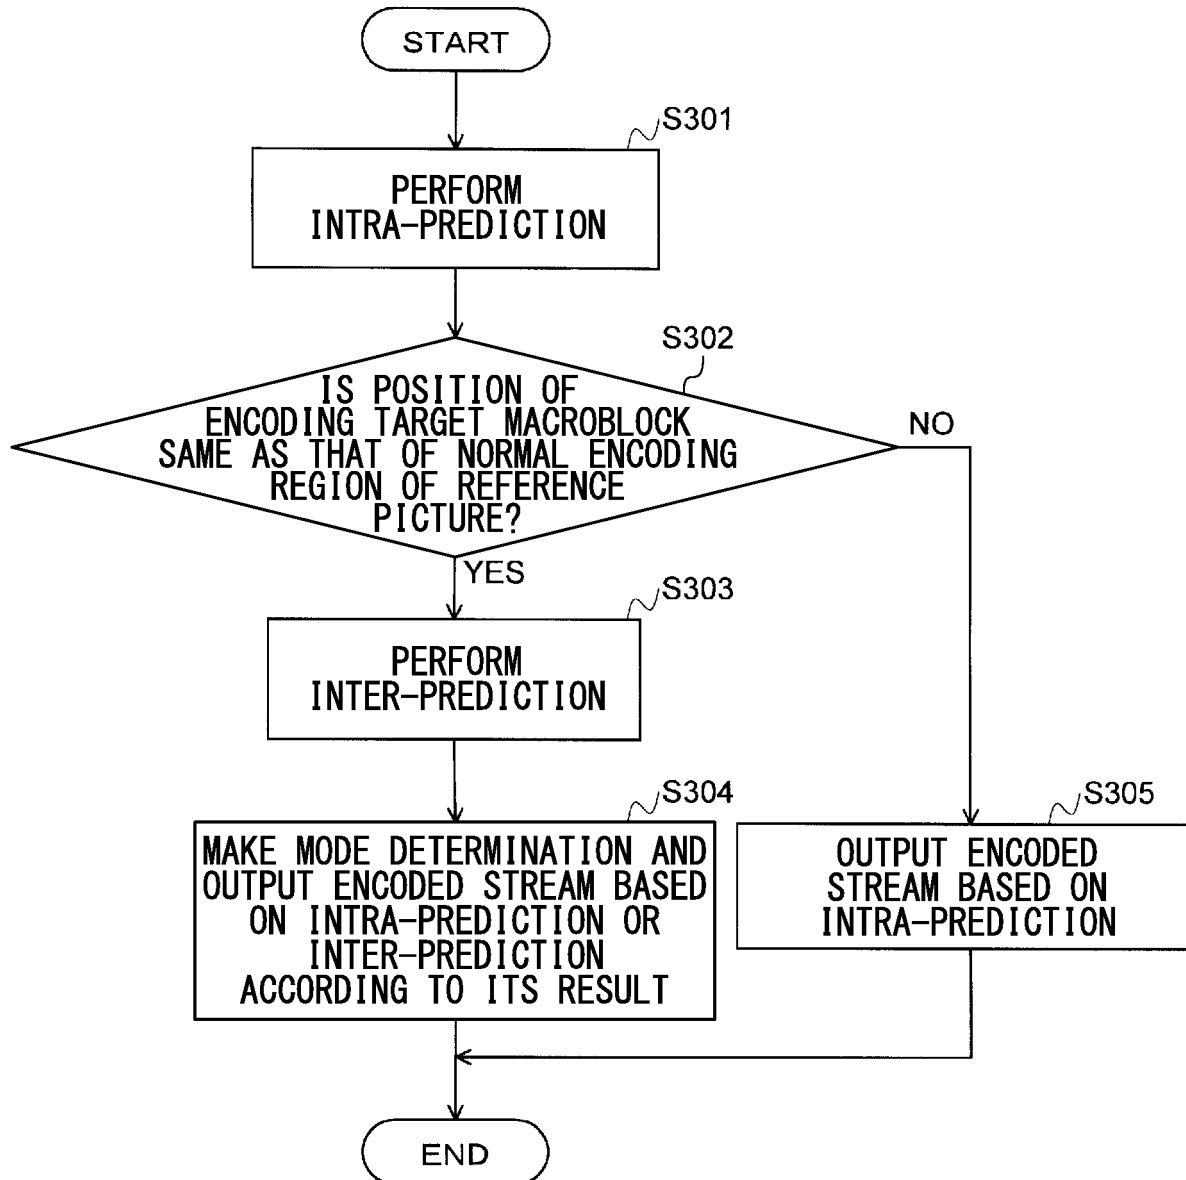 START
S301
PERFORM
INTRA-PREDICTION
S302
IS POSITION OF
ENCODING TARGET MACROBLOCK
SAME AS THAT OF NORMAL ENCODING
REGION OF REFERENCE
PICTURE?
NO
YES
S303
PERFORM
INTER-PREDICTION
S304
MAKE MODE DETERMINATION AND
OUTPUT ENCODED STREAM BASED
ON INTRA-PREDICTION OR
INTER-PREDICTION
ACCORDING TO ITS RESULT
S305
OUTPUT ENCODED
STREAM BASED ON
INTRA-PREDICTION
END